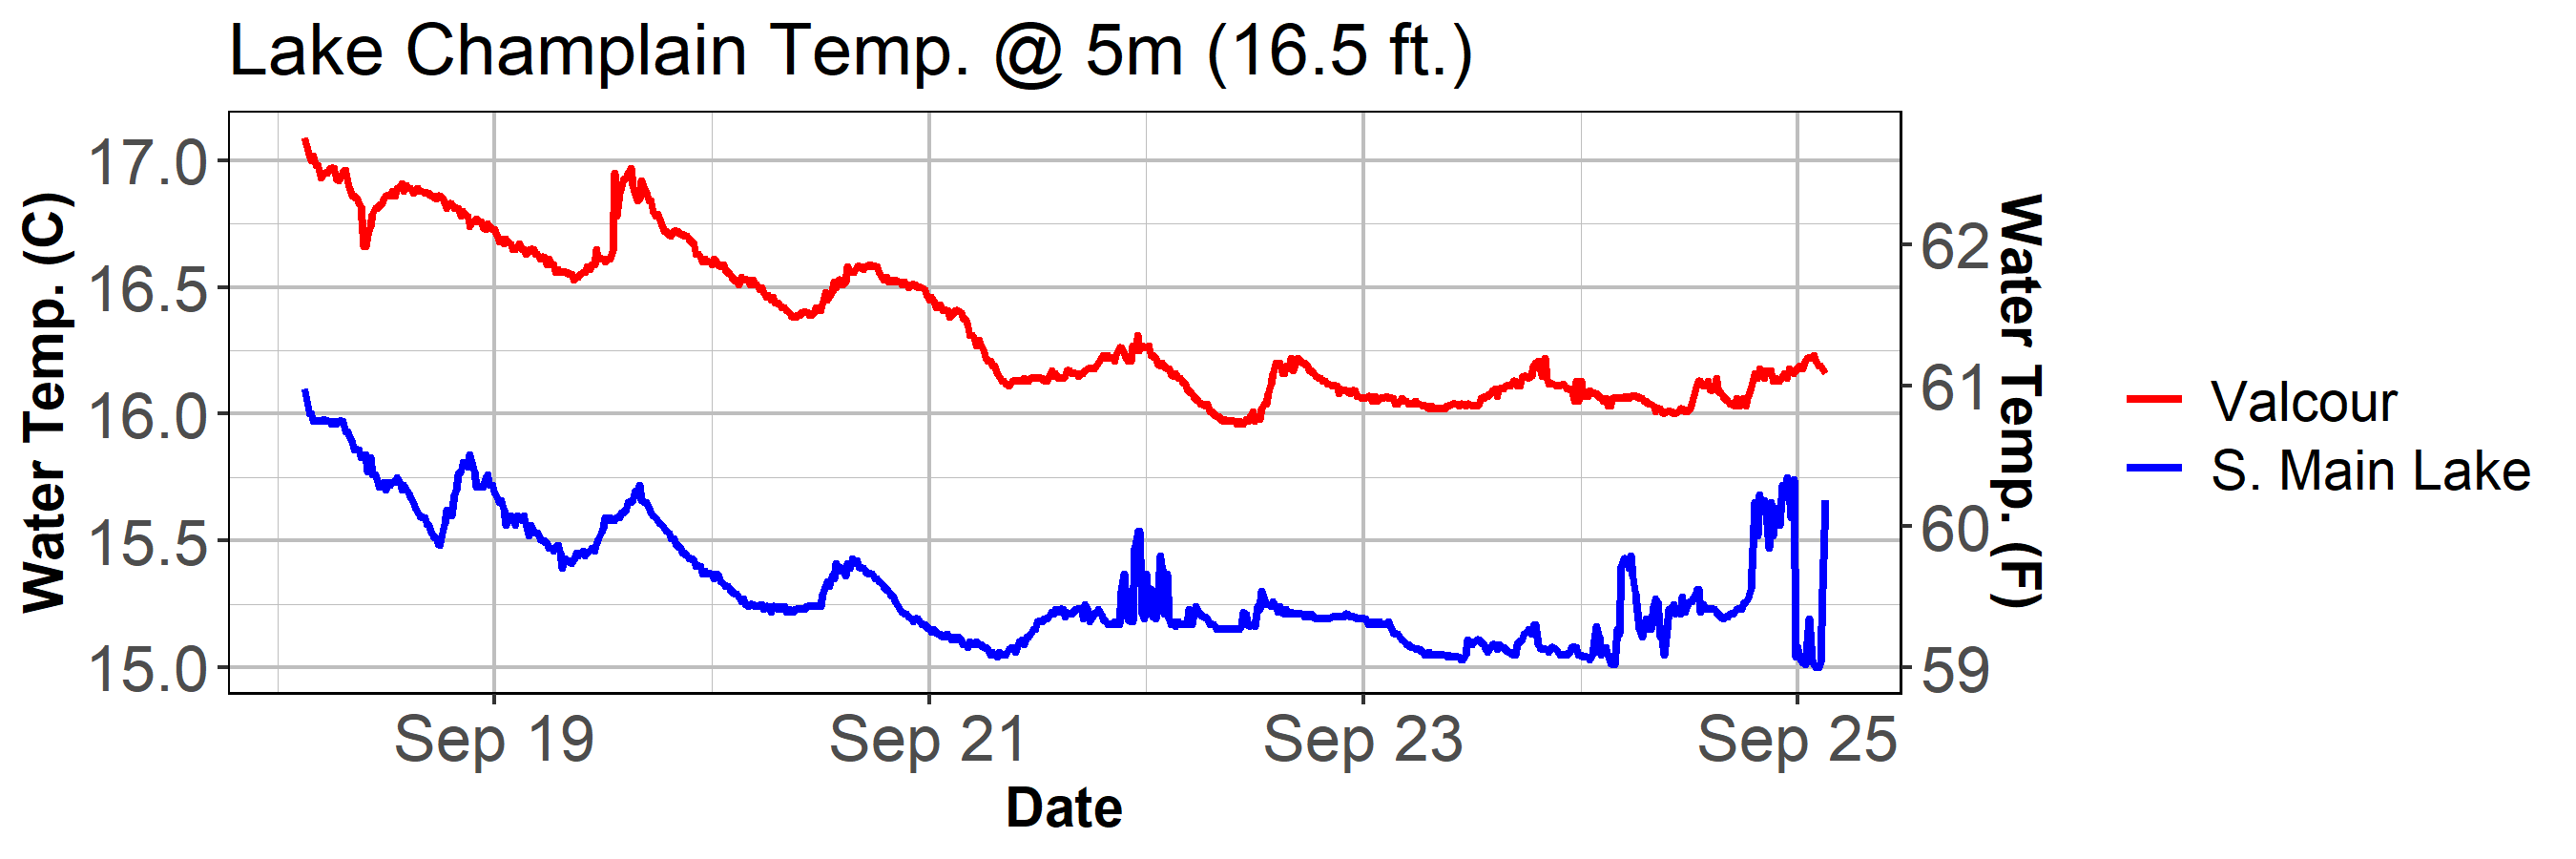 Lake Champlain Temp. @ 5m (16.5 ft.)
Water Temp. (C)
17.0
16.5
16.0
15.5
15.0
62
61
60
59
Water Temp. (F)
Sep 19 Sep 21 Sep 23 Sep 25
Date
Valcour
S. Main Lake